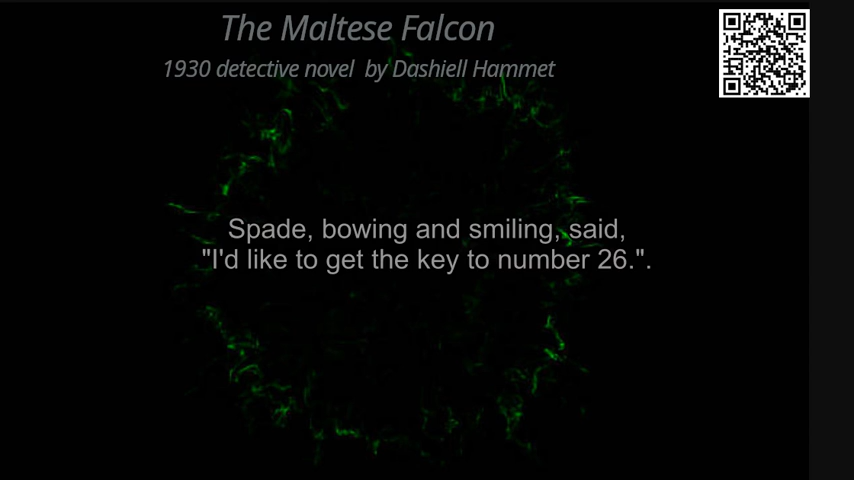 The Maltese Falcon
1930 detective novel  by Dashiell Hammet
Spade, bowing and smiling, said,
"I'd like to get the key to number 26.".